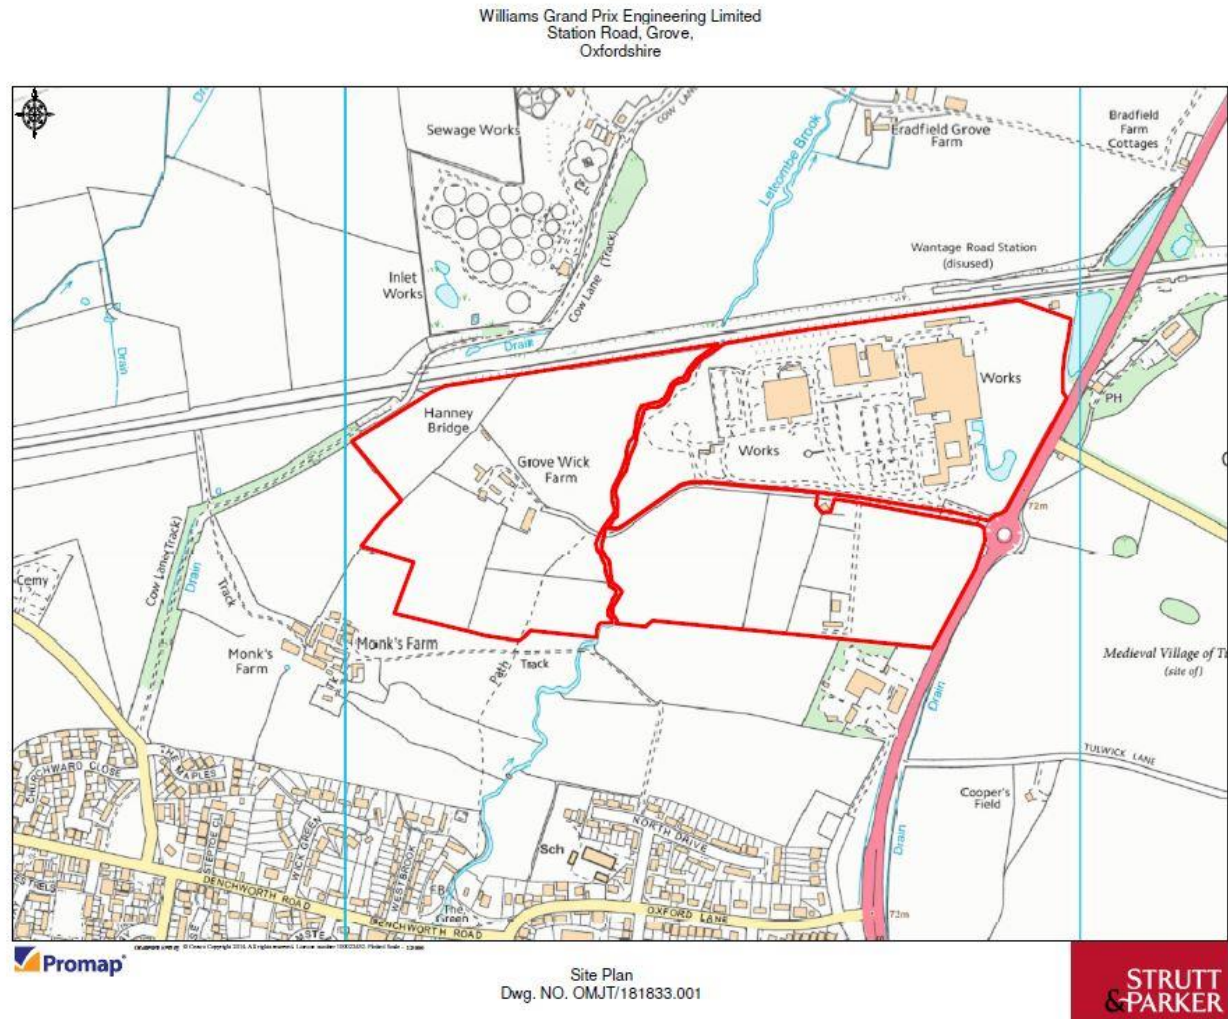 Williams Grand Prix Engineering Limited
Station Road, Grove,
Oxfordshire
Sewage Works
COW LANE
Letcombe Brook
Bradfield Grove
Farm
Bradfield
Farm
Cottages
Wantage Road Station
(disused)
Inlet
Works
Cow Lane (Track)
Drain
Drain
Hanney
Bridge
Works
PH
Grove Wick
Farm
Works
72m
Cow Lane (Track)
Drain
Track
Cemy
Monk's
Farm
Monk's Farm
Path
Track
Medieval Village of
(site of)
Drain
TULWICK LANE
Cooper's
Field
Drain
CHURCHWARD CLOSE
THE MAPLES
STEPTOE CL
WICK GREEN
WESTBROOK
Sch
NORTH DRIVE
DENCHWORTH ROAD
FB
The
Green
DENCHWORTH ROAD
OXFORD LANE
72m
Promap
Site Plan
Dwg. NO. OMJT/181833.001
STRUTT
&PARKER